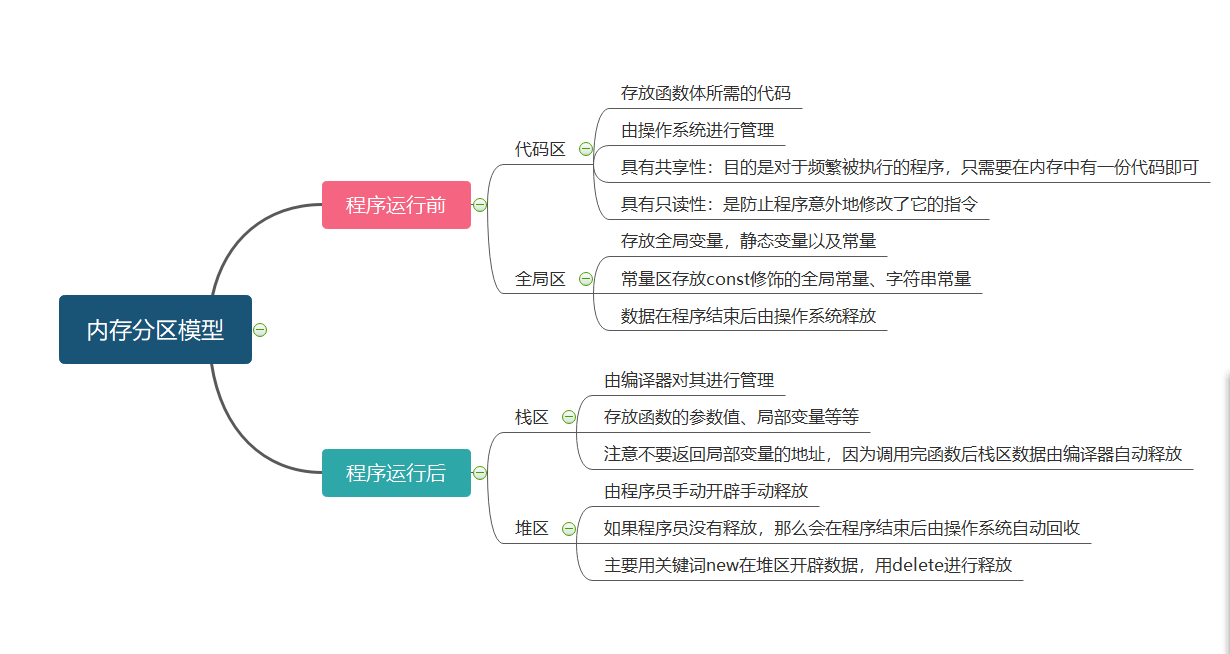 内存分区模型
程序运行前
代码区
存放函数体所需的代码
由操作系统进行管理
具有共享性：目的是对于频繁被执行的程序，只需要在内存中有一份代码即可
具有只读性：是防止程序意外地修改了它的指令
全局区
存放全局变量，静态变量以及常量
常量区存放const修饰的全局常量、字符串常量
数据在程序结束后由操作系统释放
程序运行后
栈区
由编译器对其进行管理
存放函数的参数值、局部变量等等
注意不要返回局部变量的地址，因为调用完函数后栈区数据由编译器自动释放
堆区
由程序员手动开辟手动释放
如果程序员没有释放，那么会在程序结束后由操作系统自动回收
主要用关键词new在堆区开辟数据，用delete进行释放